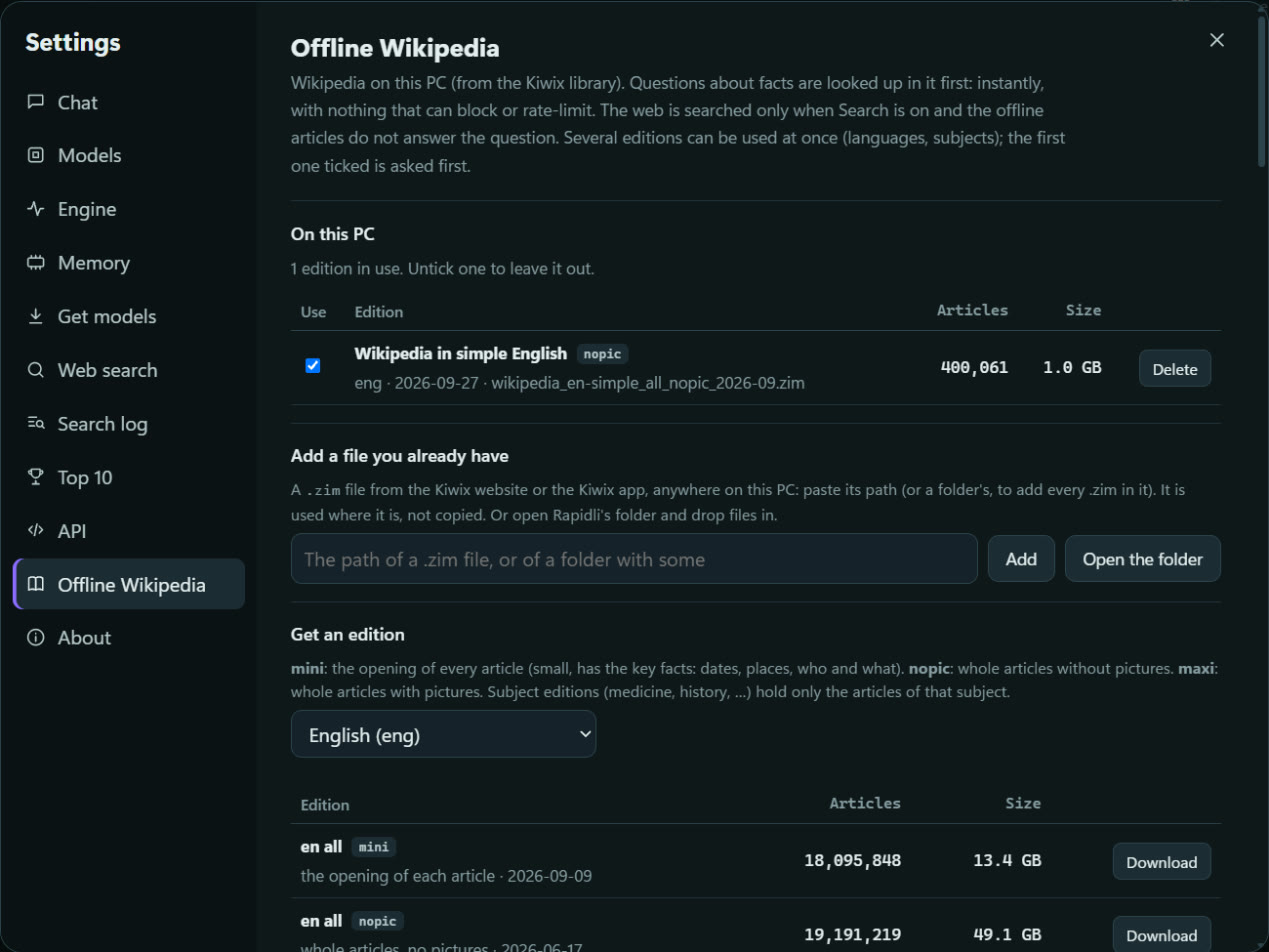 Settings
Chat
Models
Engine
Memory
Get models
Web search
Search log
Top 10
API
Offline Wikipedia
About
Offline Wikipedia
Wikipedia on this PC (from the Kiwix library). Questions about facts are looked up in it first: instantly,
with nothing that can block or rate-limit. The web is searched only when Search is on and the offline
articles do not answer the question. Several editions can be used at once (languages, subjects); the first
one ticked is asked first.
On this PC
1 edition in use. Untick one to leave it out.
Use Edition Articles Size
Wikipedia in simple English nopic
eng · 2026-09-27 · wikipedia_en-simple_all_nopic_2026-09.zim
400,061 1.0 GB Delete
Add a file you already have
A .zim file from the Kiwix website or the Kiwix app, anywhere on this PC: paste its path (or a folder's, to add every .zim in it). It is
used where it is, not copied. Or open Rapidli's folder and drop files in.
The path of a .zim file, or of a folder with some Add Open the folder
Get an edition
mini: the opening of every article (small, has the key facts: dates, places, who and what). nopic: whole articles without pictures. maxi:
whole articles with pictures. Subject editions (medicine, history, ...) hold only the articles of that subject.
English (eng)
Edition Articles Size
en all mini
the opening of each article · 2026-09-09
18,095,848 13.4 GB Download
en all nopic
whole articles, no pictures · 2026-06-17
19,191,219 49.1 GB Download